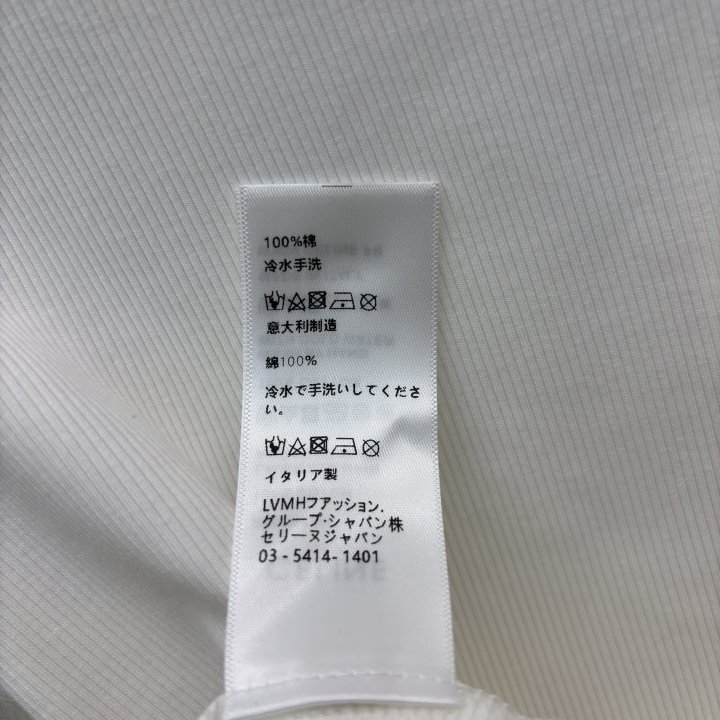 100%棉
冷水手洗
意大利制造
綿100%
冷水で手洗いしてくださ
い。
イタリア製
LVMHファッション.
グループ·シャパン株
セリーヌジャパン
03 - 5414- 1401